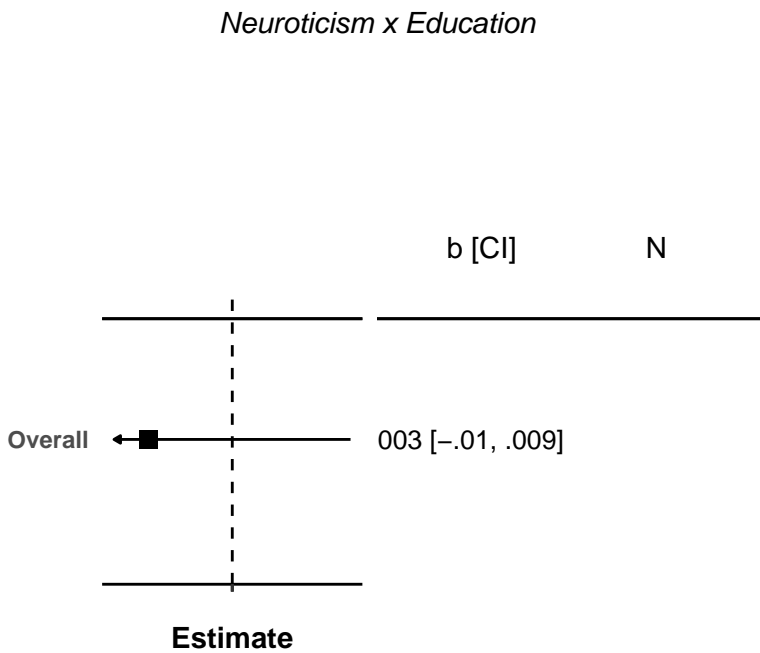 Neuroticism x Education
b [CI] N
Overall 003 [−.01, .009]
Estimate